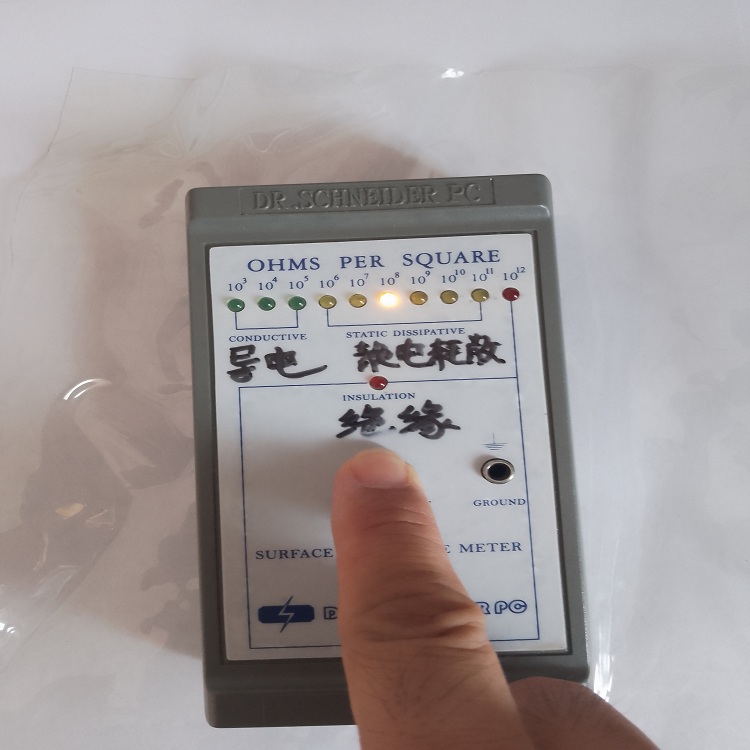 DR.SCHNEIDER PC
OHMS PER SQUARE
10³ 10⁴ 10⁵ 10⁶ 10⁷ 10⁸ 10⁹ 10¹⁰ 10¹¹ 10¹²
CONDUCTIVE STATIC DISSIPATIVE
导电 静电耗散
INSULATION
绝缘
GROUND
SURFACE METER
PC